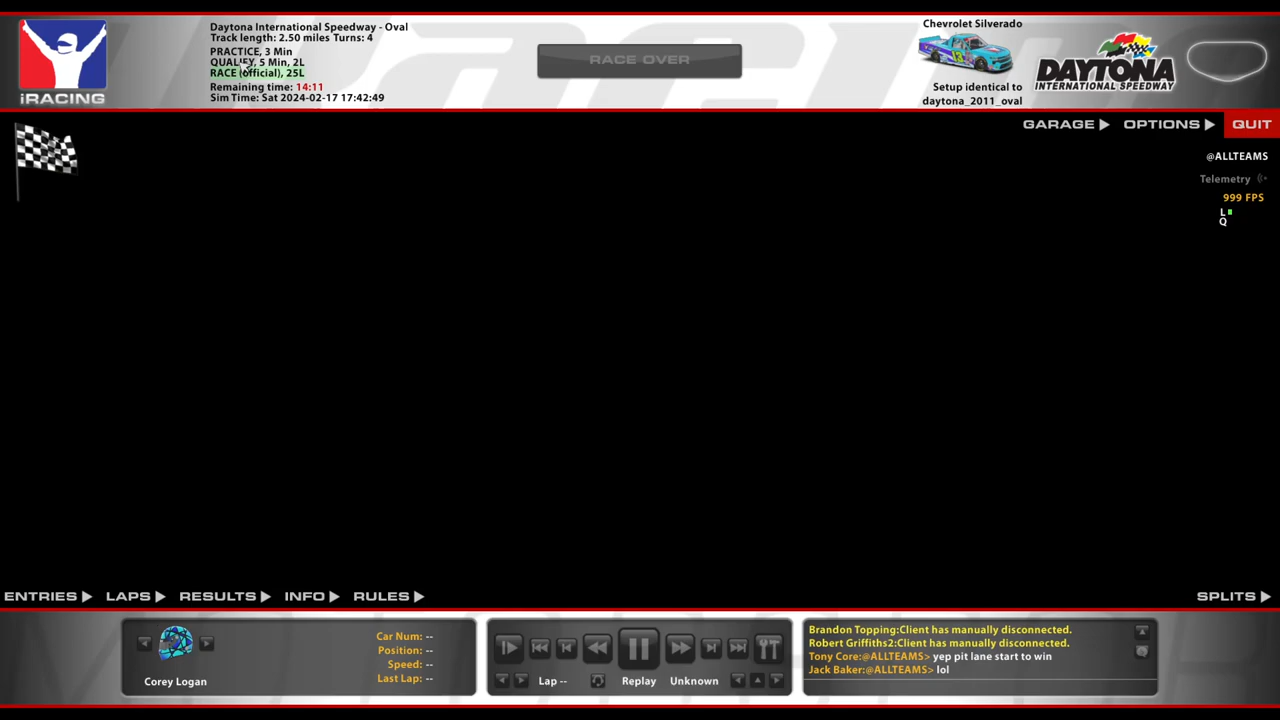 iRACING
Daytona International Speedway - Oval
Track length: 2.50 miles Turns: 4
PRACTICE, 3 Min
QUALIFY, 5 Min, 2L
RACE (official), 25L
Remaining time: 14:11
Sim Time: Sat 2024-02-17 17:42:49
RACE OVER
Chevrolet Silverado
Setup identical to
daytona_2011_oval
DAYTONA
INTERNATIONAL SPEEDWAY
GARAGE
OPTIONS
QUIT
@ALLTEAMS
Telemetry
999 FPS
L
Q
ENTRIES
LAPS
RESULTS
INFO
RULES
SPLITS
Corey Logan
Car Num: --
Position: --
Speed: --
Last Lap: --
Lap --
Replay
Unknown
Brandon Topping:Client has manually disconnected.
Robert Griffiths2:Client has manually disconnected.
Tony Core:@ALLTEAMS> yep pit lane start to win
Jack Baker:@ALLTEAMS> lol